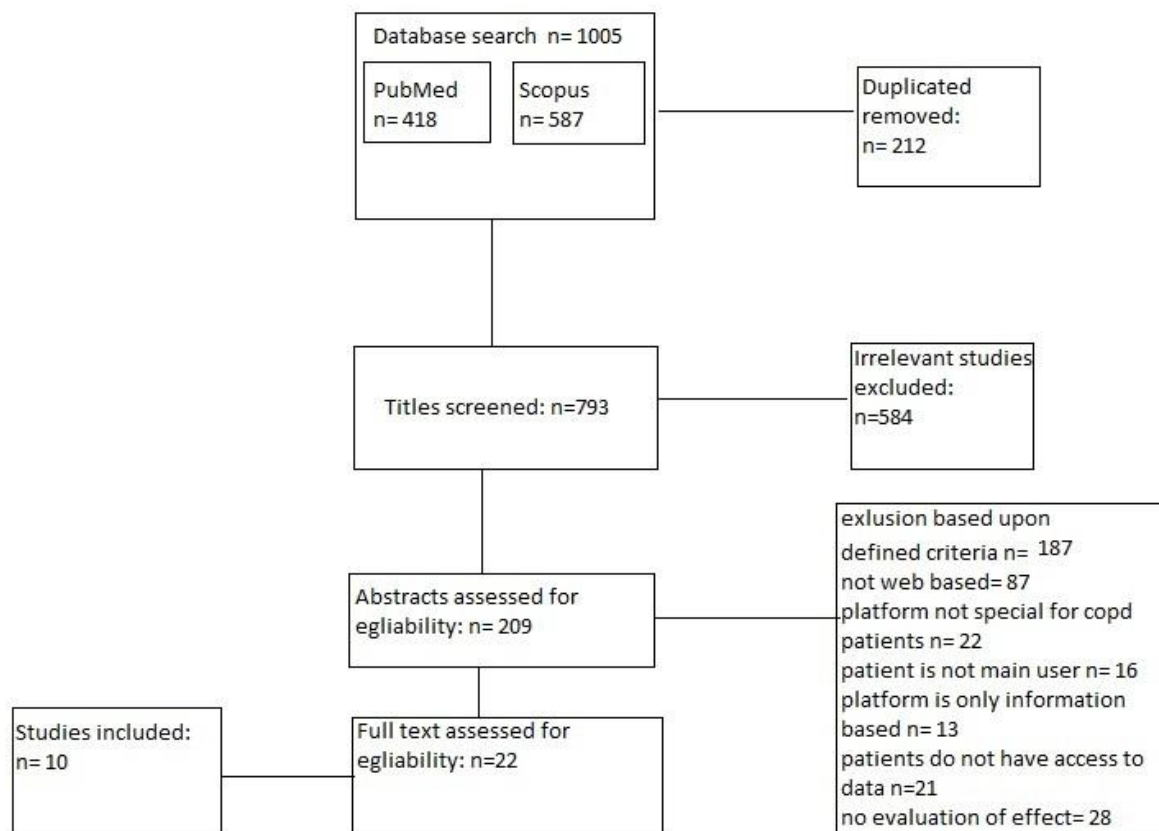 Database search n= 1005
PubMed
n= 418
Scopus
n= 587
Duplicated
removed:
n= 212
Titles screened: n=793
Irrelevant studies
excluded:
n=584
Abstracts assessed for
egliability: n= 209
exlusion based upon
defined criteria n= 187
not web based= 87
platform not special for copd
patients n= 22
patient is not main user n= 16
platform is only information
based n= 13
patients do not have access to
data n=21
no evaluation of effect= 28
Full text assessed for
egliability: n=22
Studies included:
n= 10